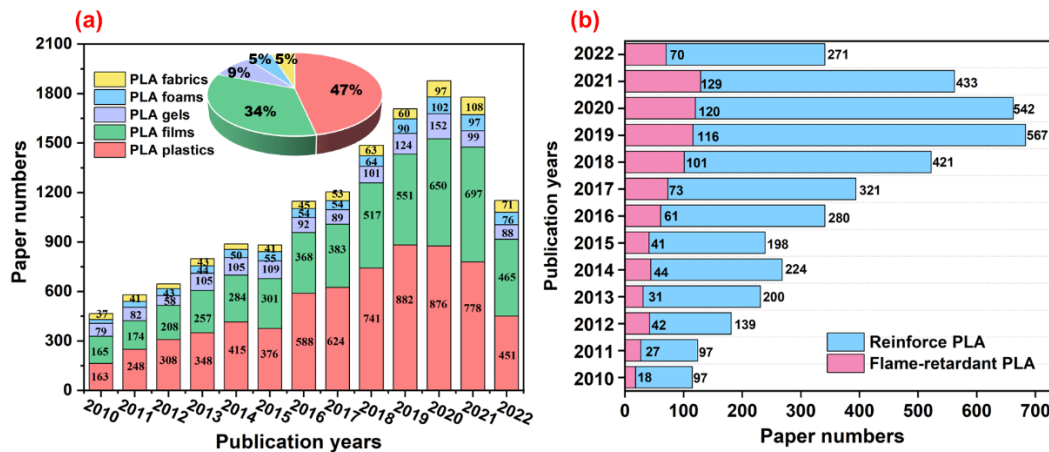 (a)
2100
1800
1500
1200
900
600
300
0
Paper numbers
PLA fabrics
PLA foams
PLA gels
PLA films
PLA plastics
5% 5%
9%
34%
47%
37
79
165
163
41
82
174
248
43
58
208
308
43
44
105
257
348
50
105
284
415
41
55
109
301
376
45
54
92
368
588
53
54
89
383
624
63
64
101
517
741
60
90
124
551
882
97
102
152
650
876
108
97
99
697
778
71
76
88
465
451
2010 2011 2012 2013 2014 2015 2016 2017 2018 2019 2020 2021 2022
Publication years
(b)
Publication years
2022 70 271
2021 129 433
2020 120 542
2019 116 567
2018 101 421
2017 73 321
2016 61 280
2015 41 198
2014 44 224
2013 31 200
2012 42 139
2011 27 97
2010 18 97
Reinforce PLA
Flame-retardant PLA
0 100 200 300 400 500 600 700
Paper numbers